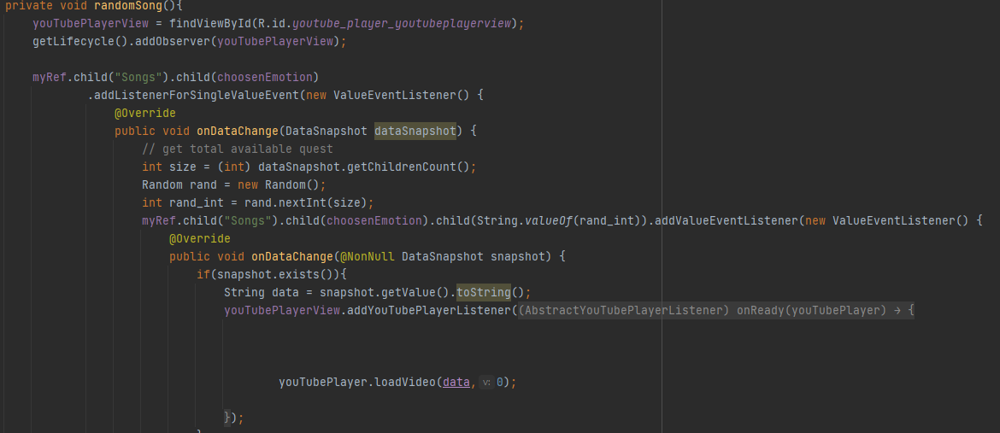 private void randomSong(){
youTubePlayerView = findViewById(R.id.youtube_player_youtubeplayerview);
getLifecycle().addObserver(youTubePlayerView);
myRef.child("Songs").child(choosenEmotion)
.addListenerForSingleValueEvent(new ValueEventListener() {
@Override
public void onDataChange(DataSnapshot dataSnapshot) {
// get total available quest
int size = (int) dataSnapshot.getChildrenCount();
Random rand = new Random();
int rand_int = rand.nextInt(size);
myRef.child("Songs").child(choosenEmotion).child(String.valueOf(rand_int)).addValueEventListener(new ValueEventListener() {
@Override
public void onDataChange(@NonNull DataSnapshot snapshot) {
if(snapshot.exists()){
String data = snapshot.getValue().toString();
youTubePlayerView.addYouTubePlayerListener((AbstractYouTubePlayerListener) onReady(youTubePlayer) → {
youTubePlayer.loadVideo(data, v: 0);
});